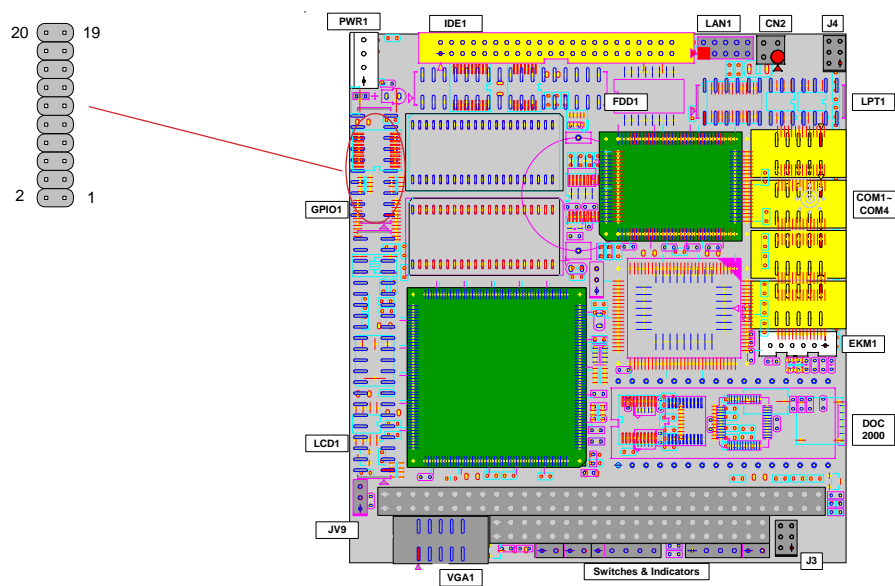 PWR1
IDE1
LAN1
CN2
J4
20
19
FDD1
LPT1
2
1
GPIO1
COM1~
COM4
EKM1
LCD1
DOC
2000
JV9
J3
VGA1
Switches & Indicators